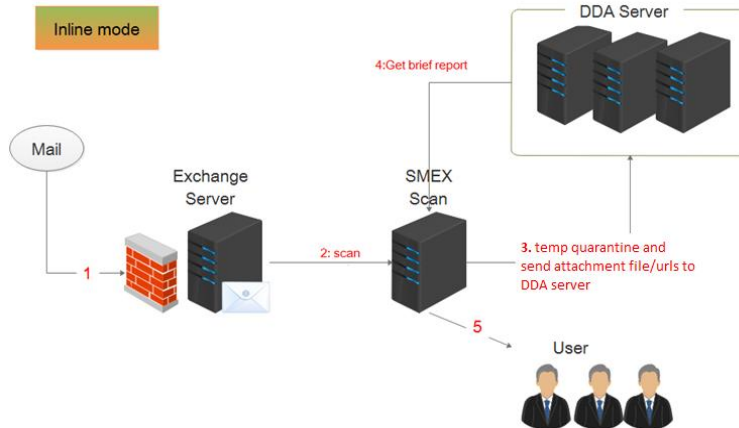 Inline mode
DDA Server
4:Get brief report
Mail
Exchange
Server
SMEX
Scan
1
2: scan
3. temp quarantine and
send attachment file/urls to
DDA server
5
User